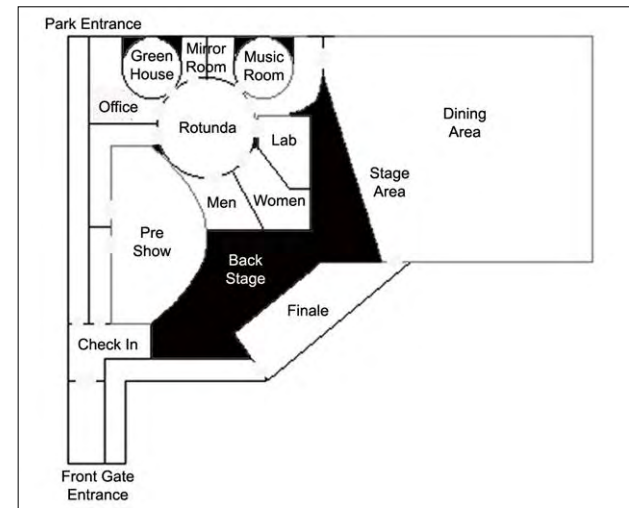 Park Entrance
Green
House
Mirror
Room
Music
Room
Office
Rotunda
Lab
Dining
Area
Stage
Area
Men
Women
Pre
Show
Back
Stage
Finale
Check In
Front Gate
Entrance